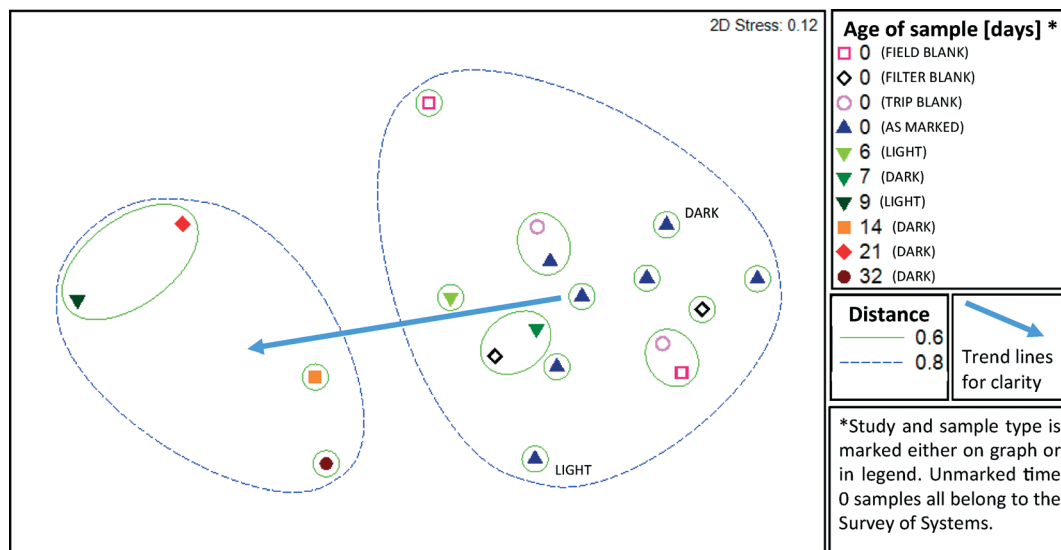 2D Stress: 0.12
DARK
LIGHT
Age of sample [days] *
0 (FIELD BLANK)
0 (FILTER BLANK)
0 (TRIP BLANK)
0 (AS MARKED)
6 (LIGHT)
7 (DARK)
9 (LIGHT)
14 (DARK)
21 (DARK)
32 (DARK)
Distance
0.6
0.8
Trend lines
for clarity
*Study and sample type is
marked either on graph or
in legend. Unmarked time
0 samples all belong to the
Survey of Systems.